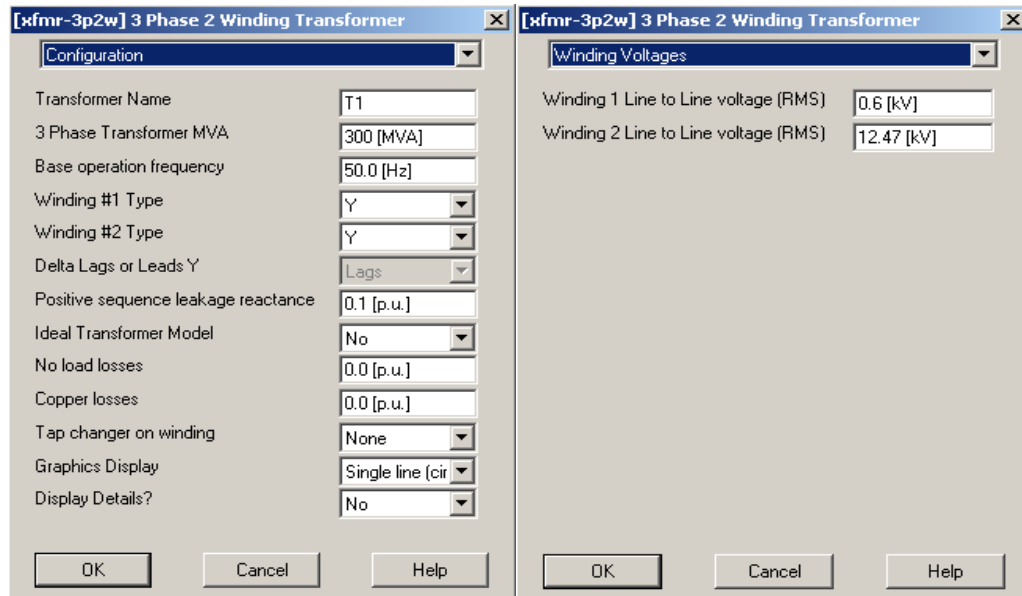 [xfmr-3p2w] 3 Phase 2 Winding Transformer
Configuration
Transformer Name T1
3 Phase Transformer MVA 300 [MVA]
Base operation frequency 50.0 [Hz]
Winding #1 Type Y
Winding #2 Type Y
Delta Lags or Leads Y Lags
Positive sequence leakage reactance 0.1 [p.u.]
Ideal Transformer Model No
No load losses 0.0 [p.u.]
Copper losses 0.0 [p.u.]
Tap changer on winding None
Graphics Display Single line (cir
Display Details? No
OK Cancel Help
[xfmr-3p2w] 3 Phase 2 Winding Transformer
Winding Voltages
Winding 1 Line to Line voltage (RMS) 0.6 [kV]
Winding 2 Line to Line voltage (RMS) 12.47 [kV]
OK Cancel Help